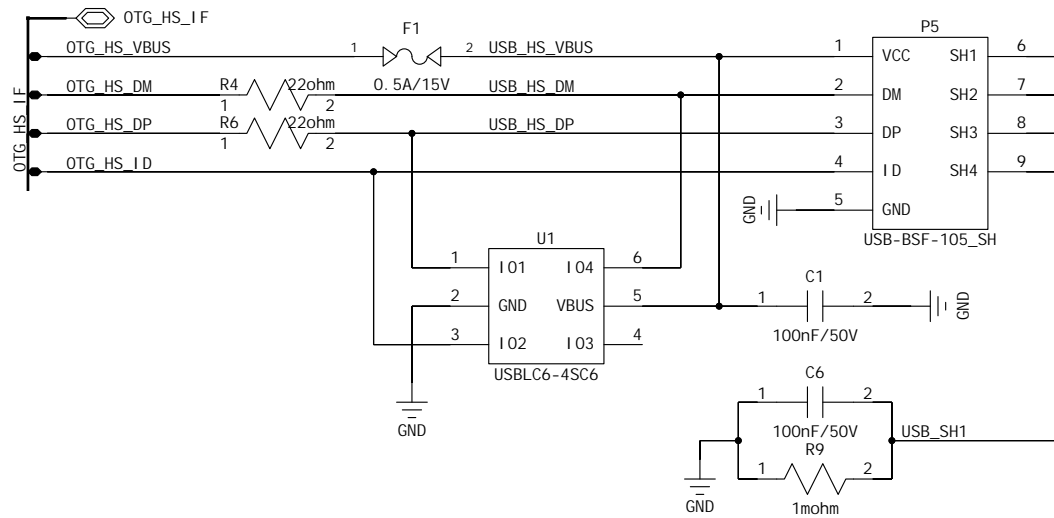 OTG_HS_IF
F1
P5
OTG_HS_VBUS 1 2 USB_HS_VBUS 1 VCC SH1 6
0.5A/15V
OTG_HS_DM R4 22ohm USB_HS_DM 2 DM SH2 7
1 2
OTG_HS_DP R6 22ohm USB_HS_DP 3 DP SH3 8
1 2
OTG_HS_IF
OTG_HS_ID 4 ID SH4 9
GND 5 GND
USB-BSF-105_SH
U1
1 IO1 IO4 6
2 GND VBUS 5
3 IO2 IO3 4
USBLC6-4SC6
GND
C1
1 2 GND
100nF/50V
C6
1 2
100nF/50V
USB_SH1
R9
1 2
GND
1mohm